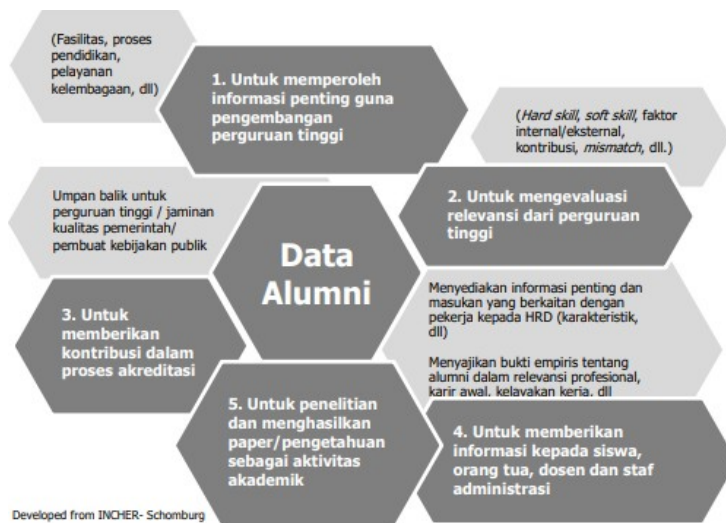 (Fasilitas, proses
pendidikan,
pelayanan
kelembagaan, dll)
1. Untuk memperoleh
informasi penting guna
pengembangan
perguruan tinggi
(Hard skill, soft skill, faktor
internal/eksternal,
kontribusi, mismatch, dll.)
2. Untuk mengevaluasi
relevansi dari perguruan
tinggi
Umpan balik untuk
perguruan tinggi / jaminan
kualitas pemerintah/
pembuat kebijakan publik
Data
Alumni
3. Untuk
memberikan
kontribusi dalam
proses akreditasi
Menyediakan informasi penting dan
masukan yang berkaitan dengan
pekerja kepada HRD (karakteristik,
dll)
Menyajikan bukti empiris tentang
alumni dalam relevansi profesional,
karir awal, kelayakan kerja, dll
5. Untuk penelitian
dan menghasilkan
paper/pengetahuan
sebagai aktivitas
akademik
4. Untuk memberikan
informasi kepada siswa,
orang tua, dosen dan staf
administrasi
Developed from INCHER- Schomburg